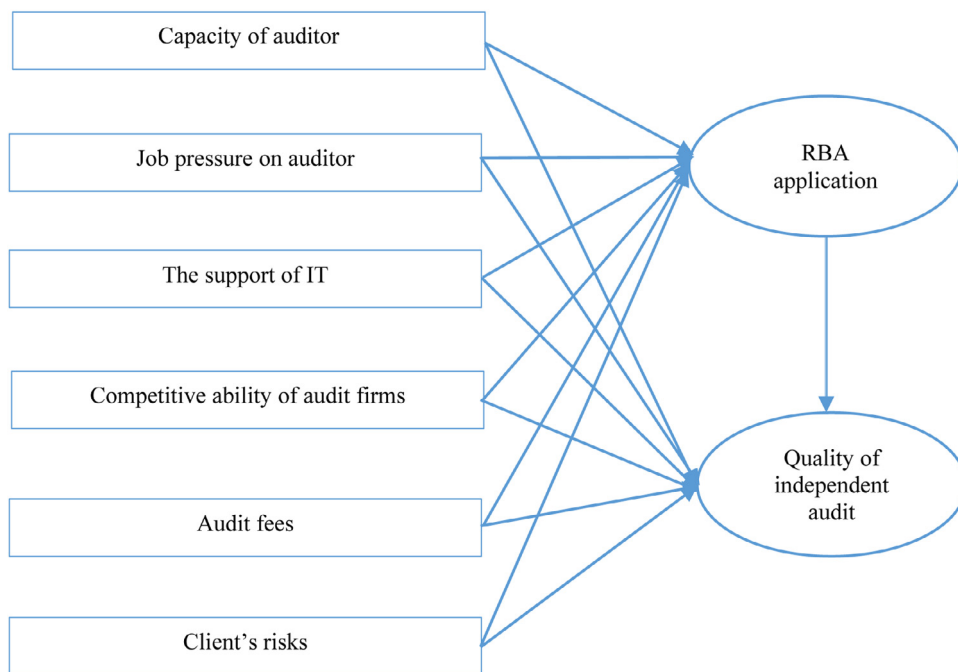 Capacity of auditor
Job pressure on auditor
The support of IT
Competitive ability of audit firms
Audit fees
Client’s risks
RBA
application
Quality of
independent
audit